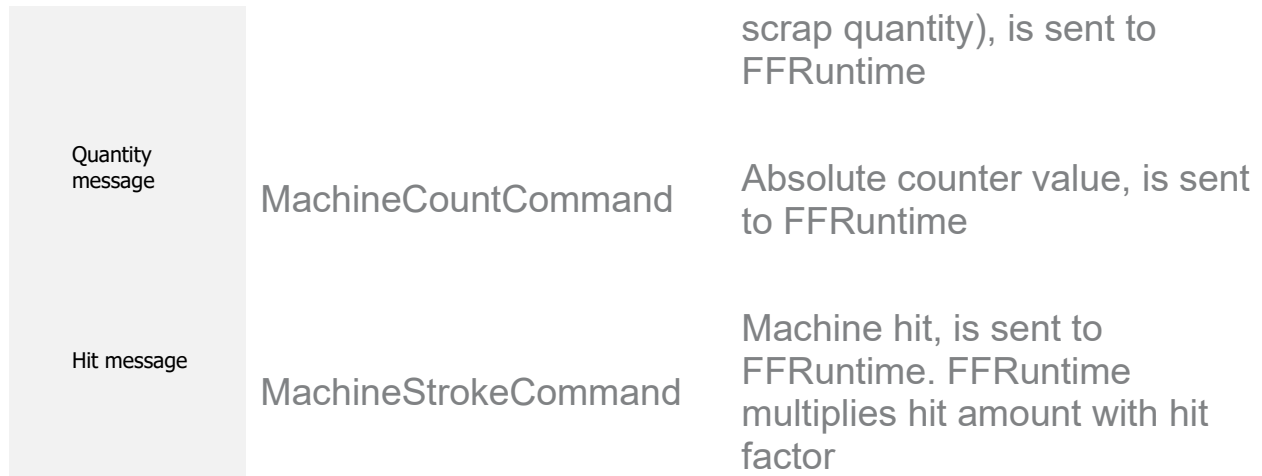 scrap quantity), is sent to
FFRuntime
Quantity
message
MachineCountCommand
Absolute counter value, is sent
to FFRuntime
Hit message
MachineStrokeCommand
Machine hit, is sent to
FFRuntime. FFRuntime
multiplies hit amount with hit
factor